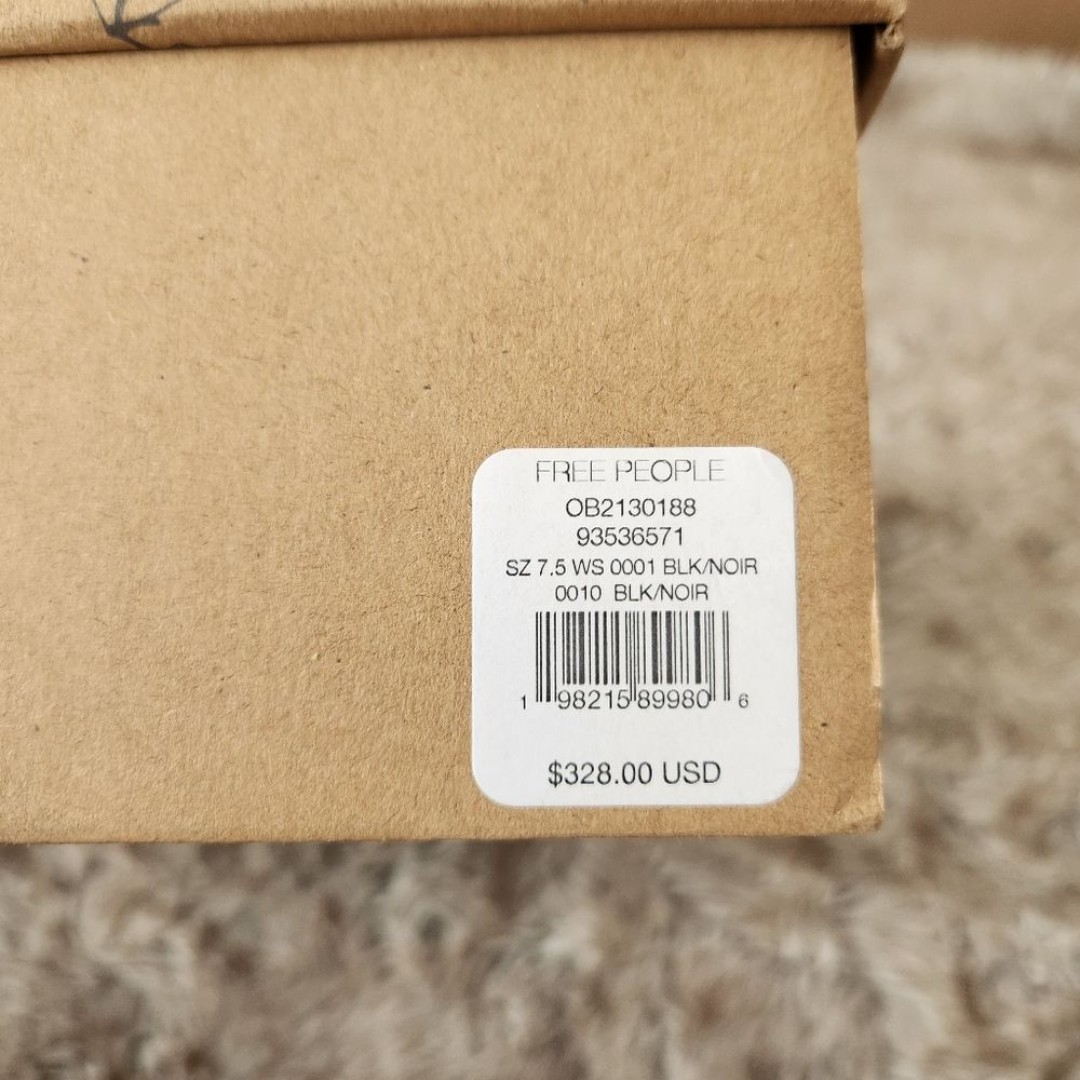 FREE PEOPLE
OB2130188
93536571
SZ 7.5 WS 0001 BLK/NOIR
0010 BLK/NOIR
1 98215 89980 6
$328.00 USD